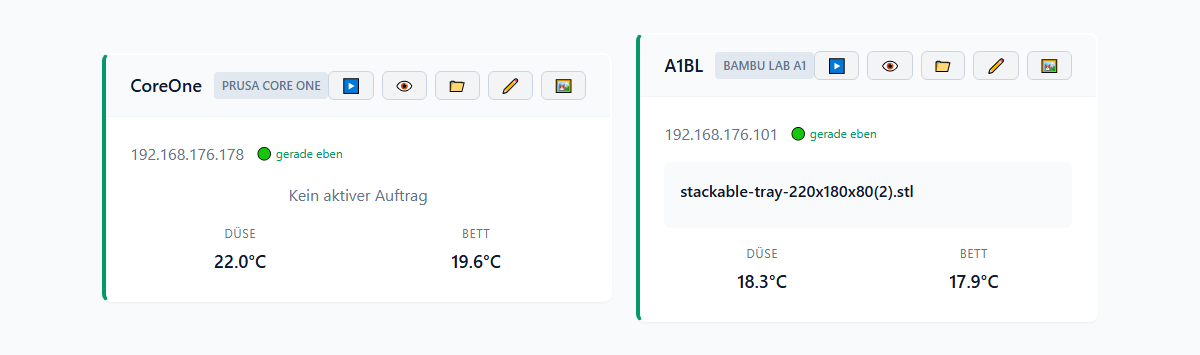 CoreOne PRUSA CORE ONE
192.168.176.178 gerade eben
Kein aktiver Auftrag
DÜSE BETT
22.0°C 19.6°C
A1BL BAMBU LAB A1
192.168.176.101 gerade eben
stackable-tray-220x180x80(2).stl
DÜSE BETT
18.3°C 17.9°C